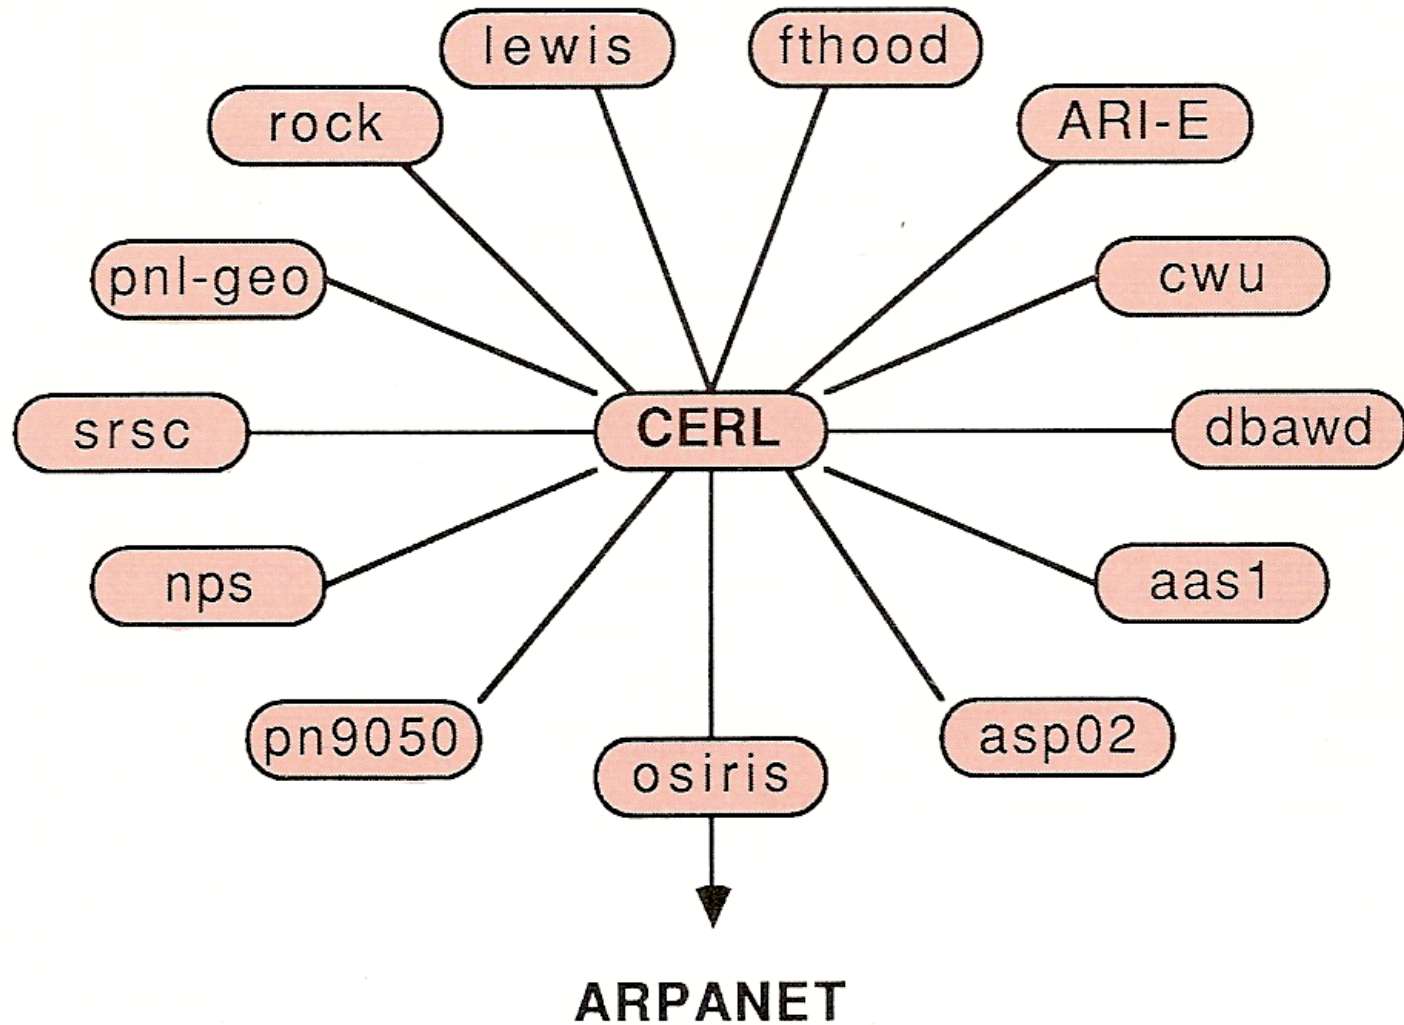 lewis
fthood
rock
ARI-E
pnl-geo
cwu
CERL
srsc
dbawd
nps
aas1
pn9050
asp02
osiris
ARPANET